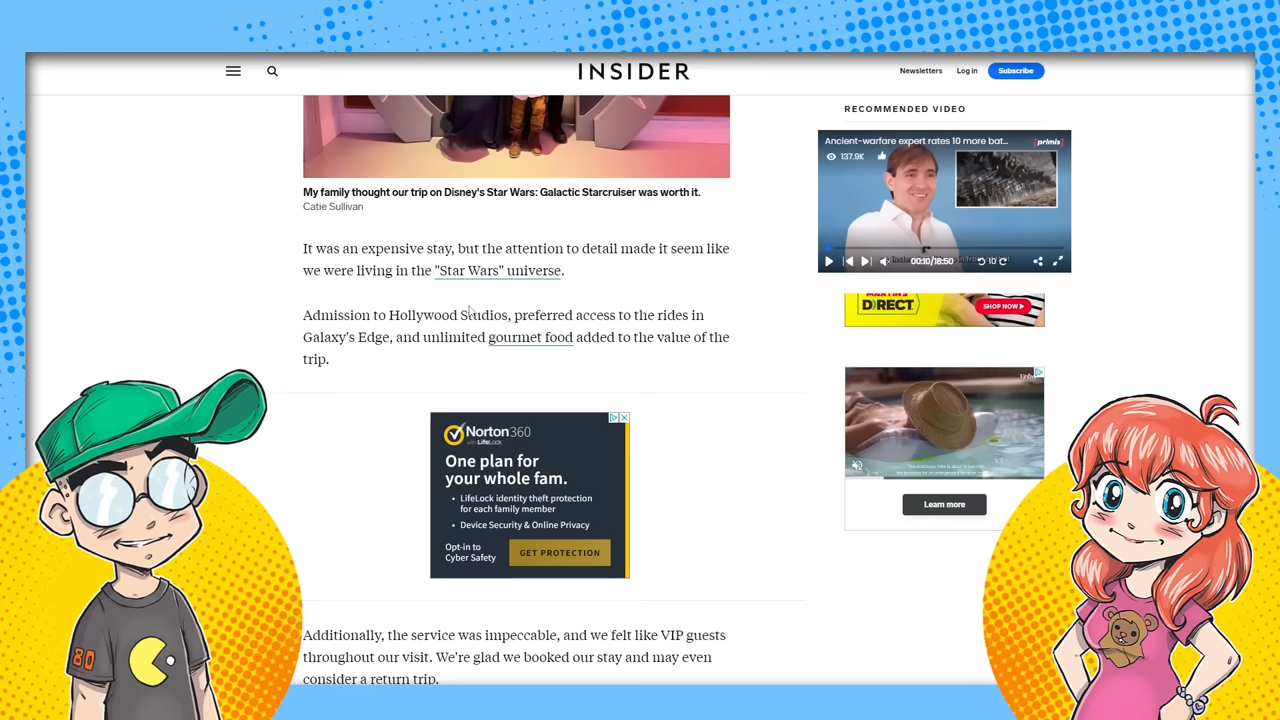 INSIDER
Newsletters
Log in
Subscribe
My family thought our trip on Disney's Star Wars: Galactic Starcruiser was worth it.
Catie Sullivan
It was an expensive stay, but the attention to detail made it seem like
we were living in the "Star Wars" universe.
Admission to Hollywood Studios, preferred access to the rides in
Galaxy's Edge, and unlimited gourmet food added to the value of the
trip.
Norton360
with LifeLock
One plan for
your whole fam.
• LifeLock identity theft protection
for each family member
• Device Security & Online Privacy
Opt-in to
Cyber Safety
GET PROTECTION
Additionally, the service was impeccable, and we felt like VIP guests
throughout our visit. We're glad we booked our stay and may even
consider a return trip.
RECOMMENDED VIDEO
Ancient-warfare expert rates 10 more bat...
[primis]
137.9K
00:10/18:50
MARTIN'S
DIRECT
SHOP NOW
Learn more
80